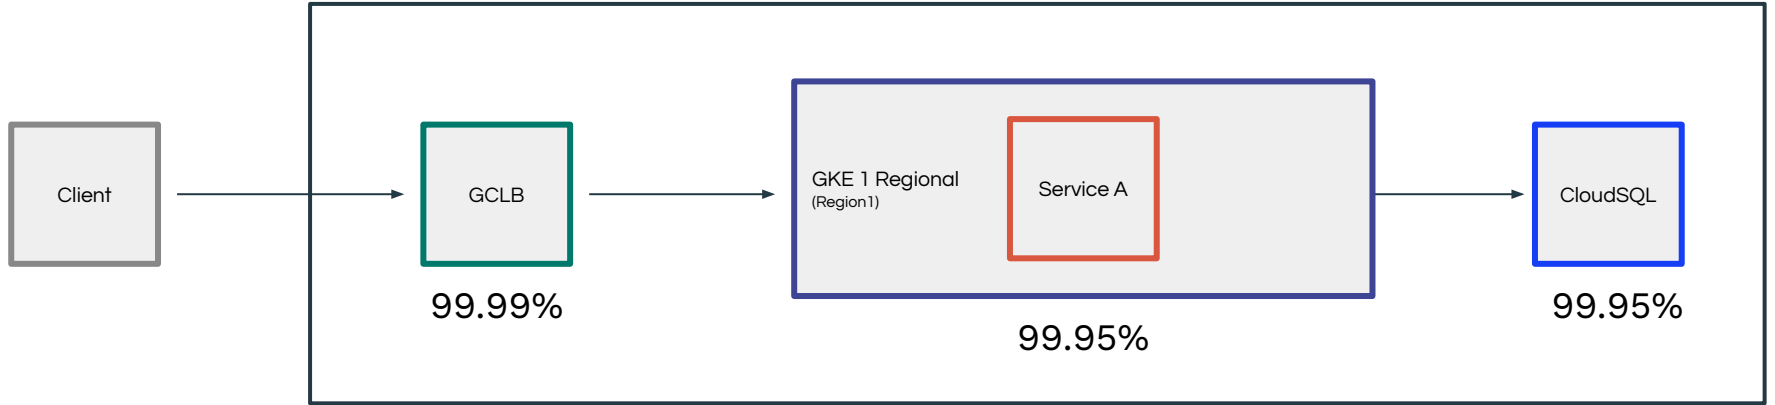 Client
GCLB
99.99%
GKE 1 Regional
(Region1)
Service A
99.95%
CloudSQL
99.95%